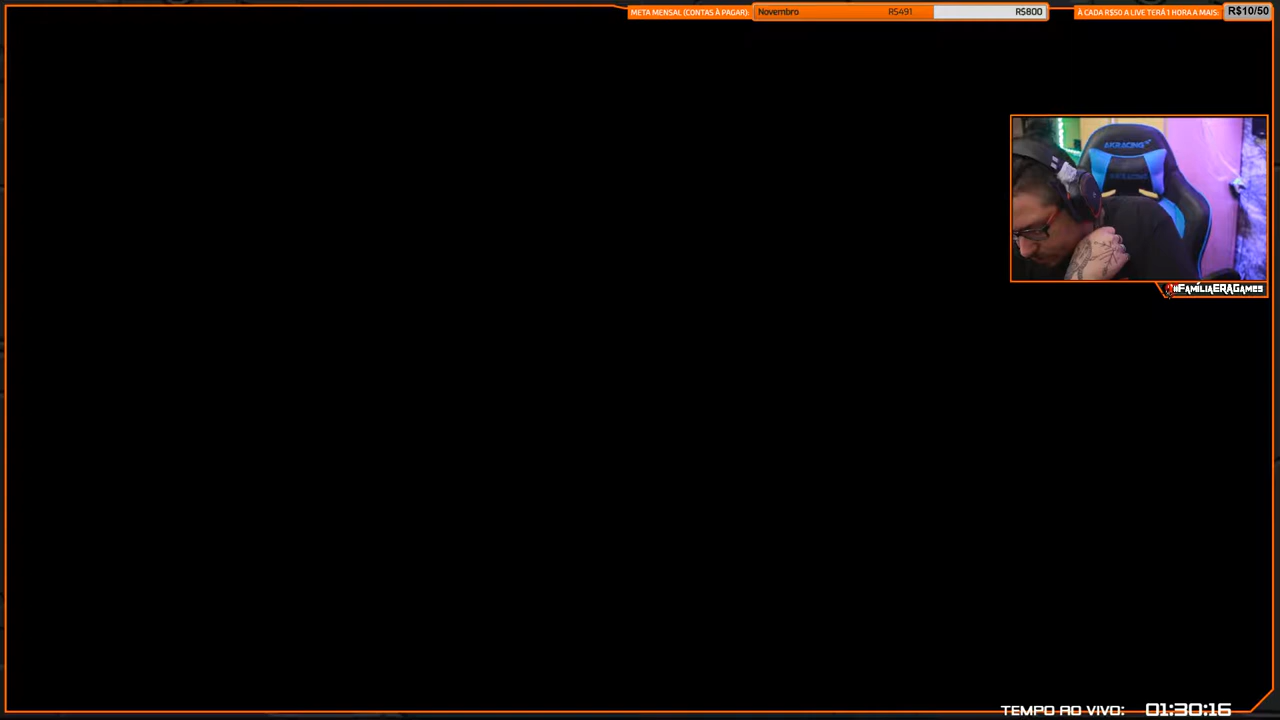 META MENSAL (CONTAS À PAGAR): Novembro R$491 R$800 À CADA R$50 A LIVE TERÁ 1 HORA A MAIS: R$10/50
AKRACING
#FamíliaERAGames
TEMPO AO VIVO: 01:30:16